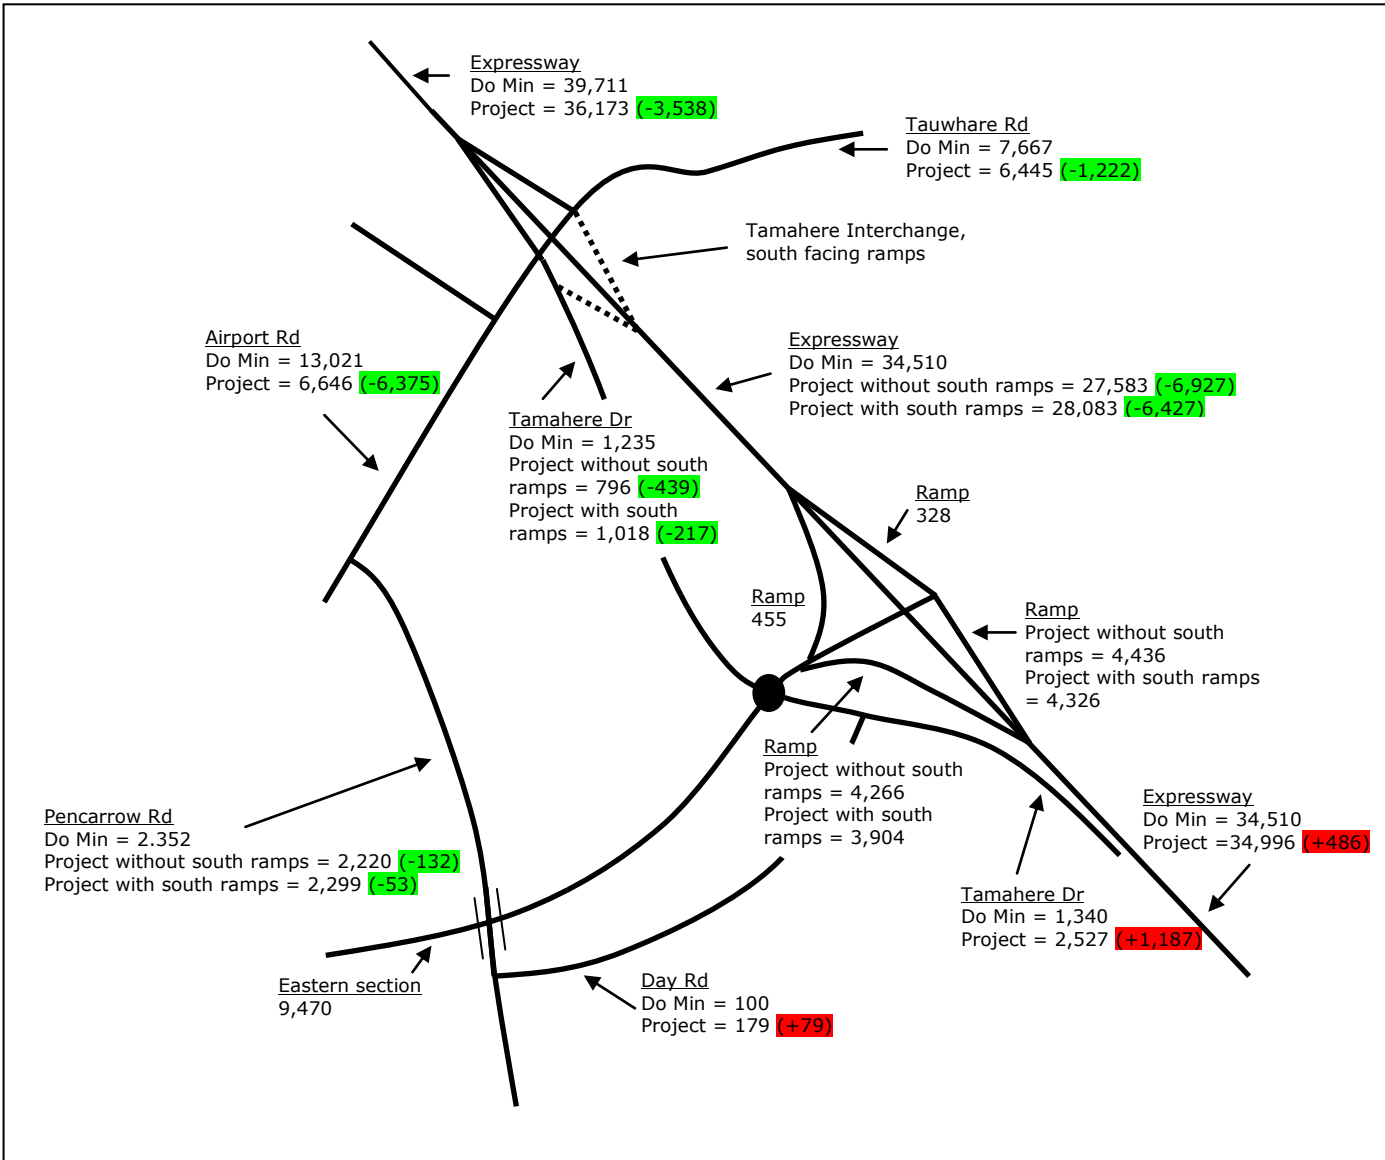 Expressway
Do Min = 39,711
Project = 36,173 (-3,538)
Tauwhare Rd
Do Min = 7,667
Project = 6,445 (-1,222)
Tamahere Interchange,
south facing ramps
Airport Rd
Do Min = 13,021
Project = 6,646 (-6,375)
Expressway
Do Min = 34,510
Project without south ramps = 27,583 (-6,927)
Project with south ramps = 28,083 (-6,427)
Tamahere Dr
Do Min = 1,235
Project without south
ramps = 796 (-439)
Project with south
ramps = 1,018 (-217)
Ramp
328
Ramp
455
Ramp
Project without south
ramps = 4,436
Project with south ramps
= 4,326
Ramp
Project without south
ramps = 4,266
Project with south
ramps = 3,904
Pencarrow Rd
Do Min = 2.352
Project without south ramps = 2,220 (-132)
Project with south ramps = 2,299 (-53)
Expressway
Do Min = 34,510
Project =34,996 (+486)
Tamahere Dr
Do Min = 1,340
Project = 2,527 (+1,187)
Eastern section
9,470
Day Rd
Do Min = 100
Project = 179 (+79)